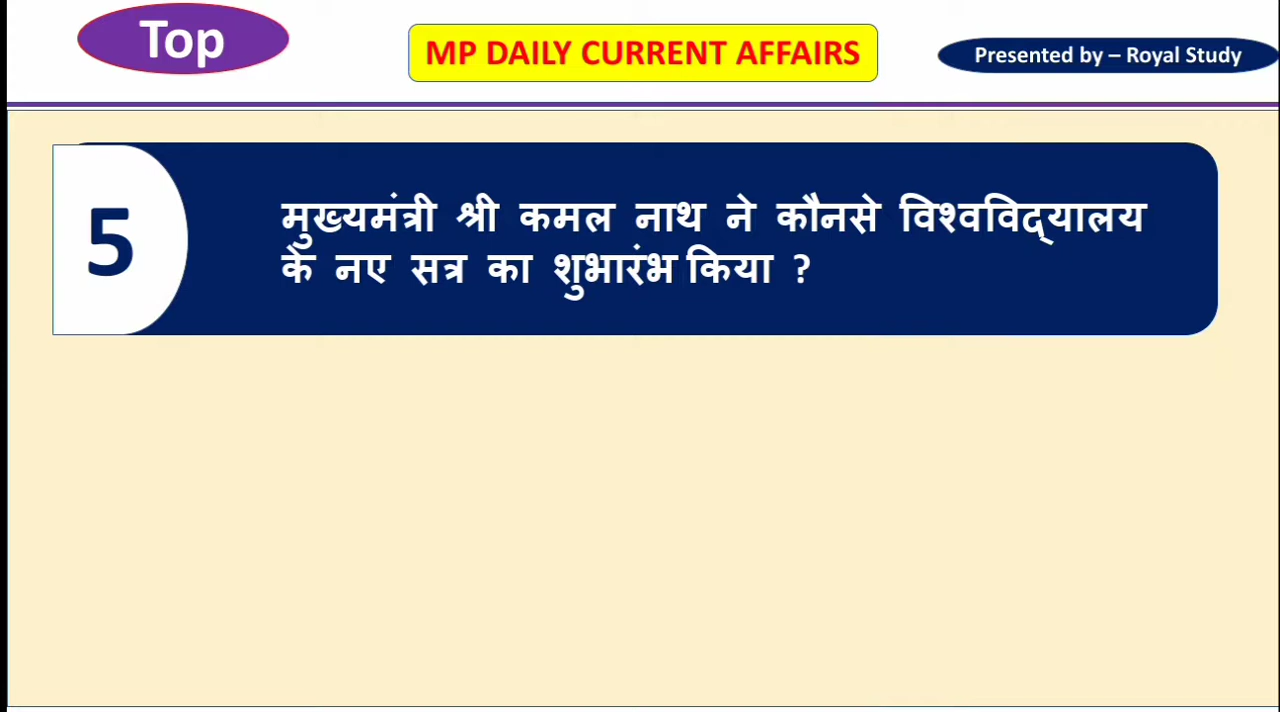 Top
MP DAILY CURRENT AFFAIRS
Presented by – Royal Study
5
मुख्यमंत्री श्री कमल नाथ ने कौनसे विश्वविद्यालय
के नए सत्र का शुभारंभ किया ?